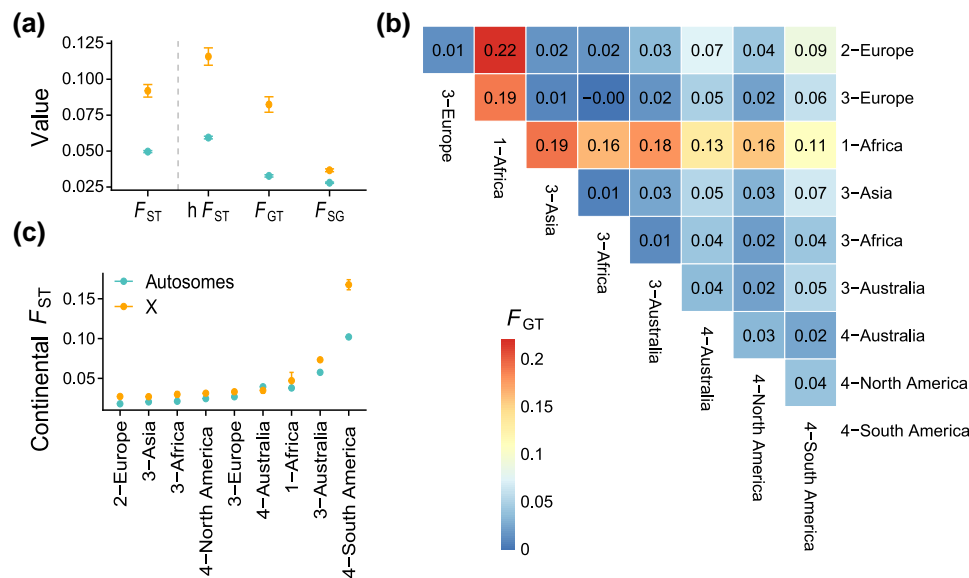 (a)
Value
0.125
0.100
0.075
0.050
0.025
FST
h FST
FGT
FSG
(b)
0.01 0.22 0.02 0.02 0.03 0.07 0.04 0.09 2−Europe
0.19 0.01 −0.00 0.02 0.05 0.02 0.06 3−Europe
0.19 0.16 0.18 0.13 0.16 0.11 1−Africa
0.01 0.03 0.05 0.03 0.07 3−Asia
0.01 0.04 0.02 0.04 3−Africa
0.04 0.02 0.05 3−Australia
0.03 0.02 4−Australia
0.04 4−North America
4−South America
3−Europe
1−Africa
3−Asia
3−Africa
3−Australia
4−Australia
4−North America
4−South America
FGT
0.2
0.15
0.1
0.05
0
(c)
Continental FST
Autosomes
X
0.15
0.10
0.05
2−Europe
3−Asia
3−Africa
4−North America
3−Europe
4−Australia
1−Africa
3−Australia
4−South America